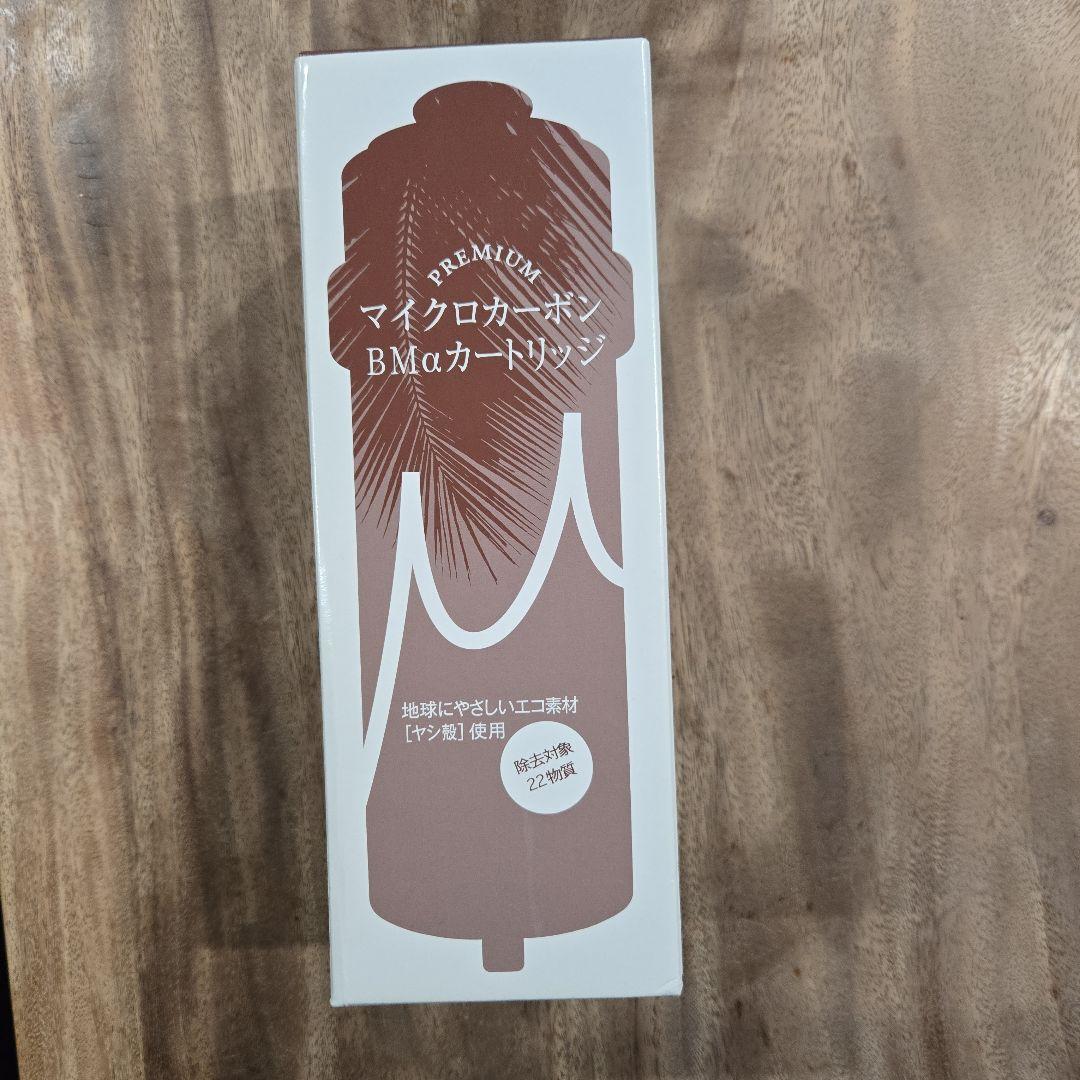 PREMIUM
マイクロカーボン
BMαカートリッジ
地球にやさしいエコ素材
[ヤシ殻] 使用
除去対象
22物質